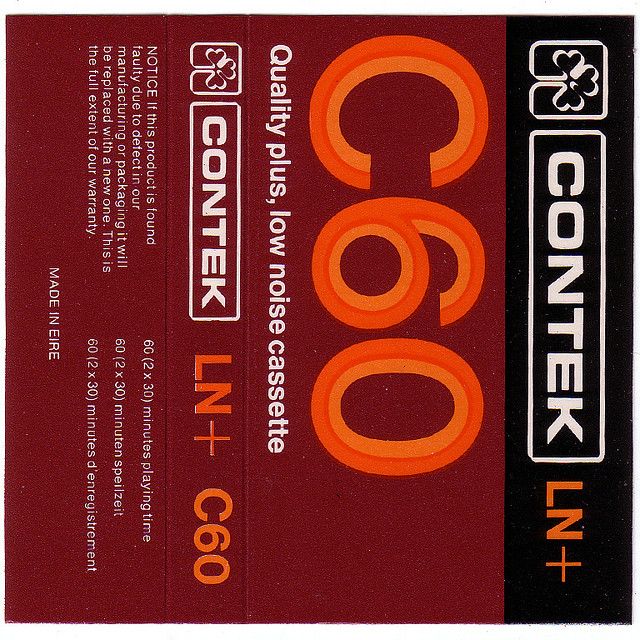 CONTEK LN+
C60
Quality plus, low noise cassette
CONTEK LN+ C60
NOTICE If this product is found
faulty due to defect in our
manufacturing or packaging it will
be replaced with a new one. This is
the full extent of our warranty
60 (2 x 30) minutes playing time
60 (2 x 30) minuten speilzeit
60 (2 x 30) minutes d'enregistrement
MADE IN EIRE